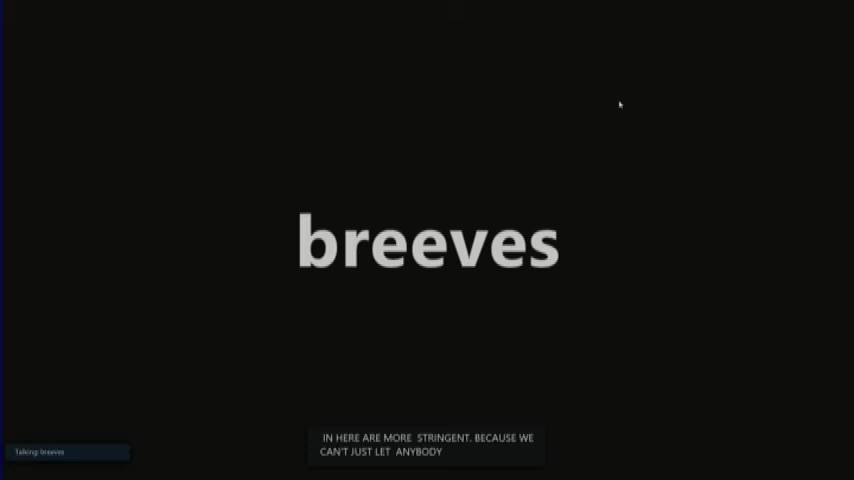 breeves
IN HERE ARE MORE STRINGENT. BECAUSE WE
CAN'T JUST LET ANYBODY
Talking: breeves